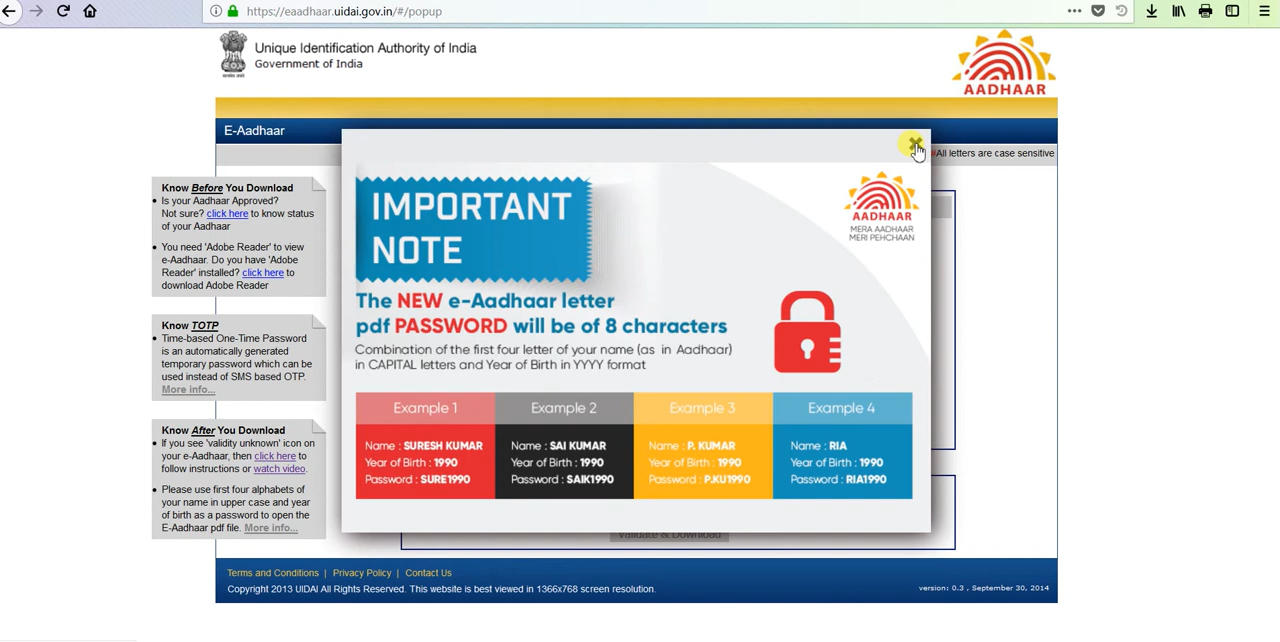 https://eaadhaar.uidai.gov.in/#/popup
Unique Identification Authority of India
Government of India
AADHAAR
E-Aadhaar
#All letters are case sensitive
Know Before You Download
Is your Aadhaar Approved?
Not sure? click here to know status
of your Aadhaar
You need 'Adobe Reader' to view
e-Aadhaar. Do you have 'Adobe
Reader' installed? click here to
download Adobe Reader
Know TOTP
Time-based One-Time Password
is an automatically generated
temporary password which can be
used instead of SMS based OTP.
More info...
Know After You Download
If you see 'validity unknown' icon on
your e-Aadhaar, then click here to
follow instructions or watch video.
Please use first four alphabets of
your name in upper case and year
of birth as a password to open the
E-Aadhaar pdf file. More info...
IMPORTANT
NOTE
AADHAAR
MERA AADHAAR
MERI PEHCHAAN
The NEW e-Aadhaar letter
pdf PASSWORD will be of 8 characters
Combination of the first four letter of your name (as in Aadhaar)
in CAPITAL letters and Year of Birth in YYYY format
Example 1
Name : SURESH KUMAR
Year of Birth : 1990
Password : SURE1990
Example 2
Name : SAI KUMAR
Year of Birth : 1990
Password : SAIK1990
Example 3
Name : P. KUMAR
Year of Birth : 1990
Password : P.KU1990
Example 4
Name : RIA
Year of Birth : 1990
Password : RIA1990
Validate & Download
Terms and Conditions | Privacy Policy | Contact Us
Copyright 2013 UIDAI All Rights Reserved. This website is best viewed in 1366x768 screen resolution.
version: 0.3 , September 30, 2014